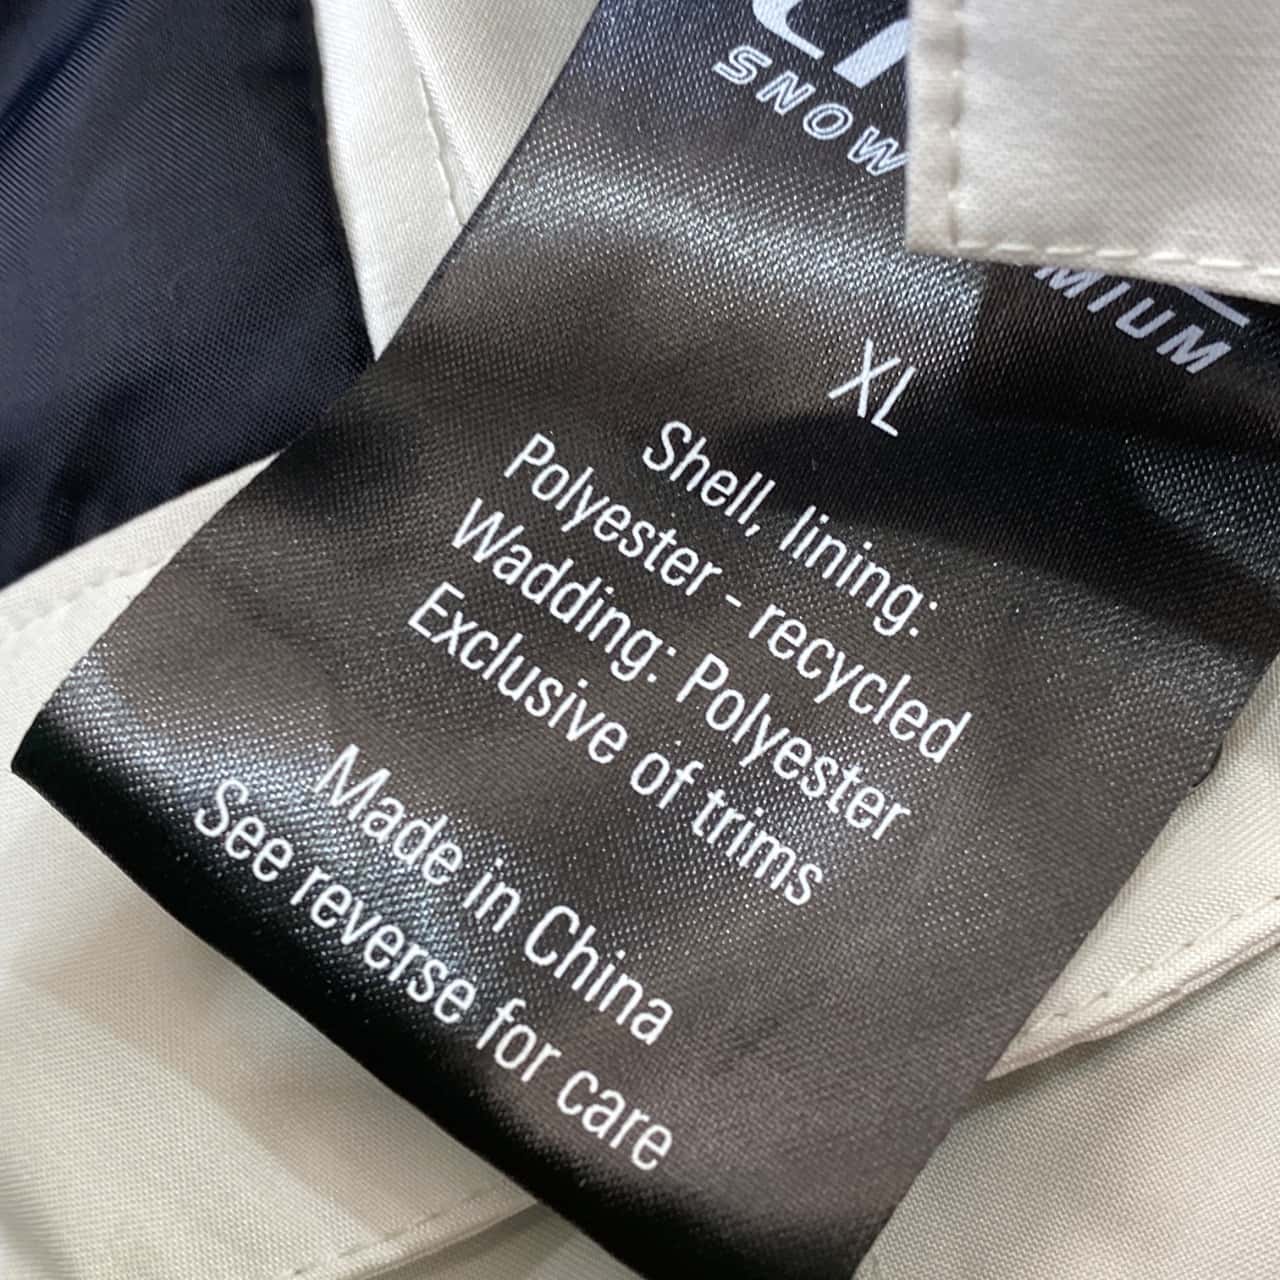 SNOW
MIUM
XL
Shell, lining:
Polyester - recycled
Wadding: Polyester
Exclusive of trims
Made in China
See reverse for care